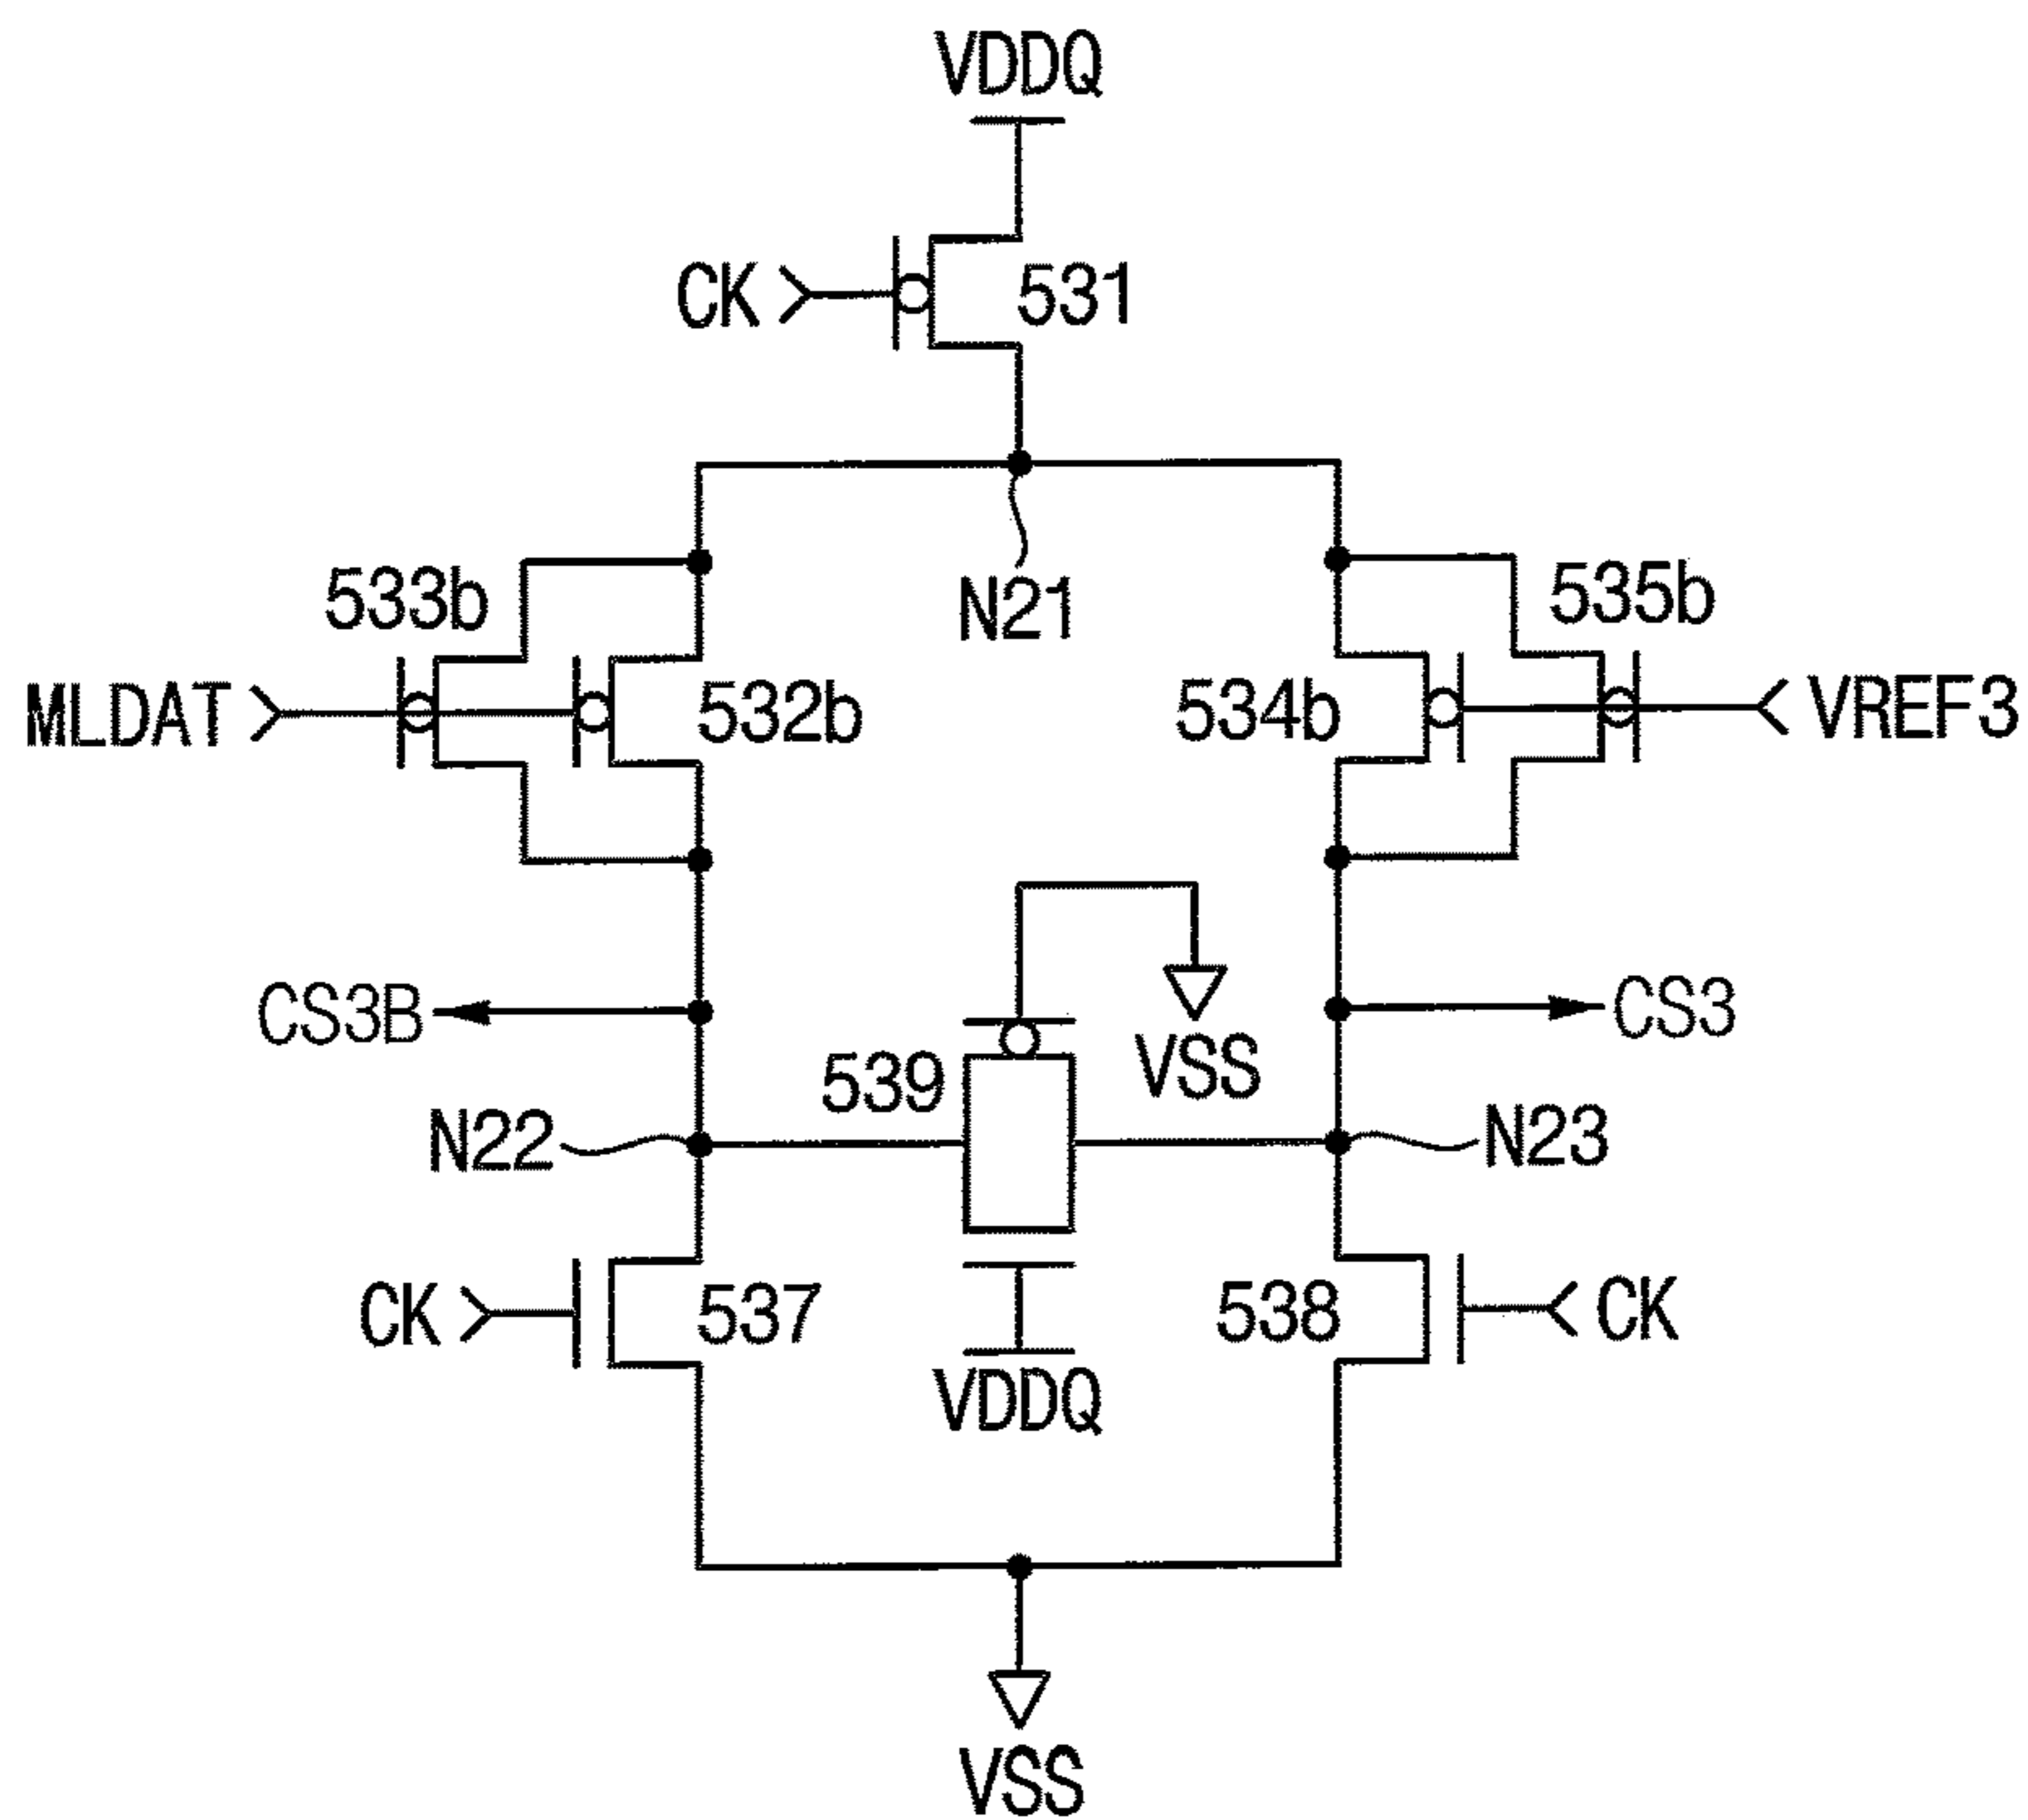 VDDQ
CK
531
N21
533b
535b
MLDAT
532b
534b
VREF3
CS3B
CS3
539
VSS
N22
N23
CK
537
538
CK
VDDQ
VSS